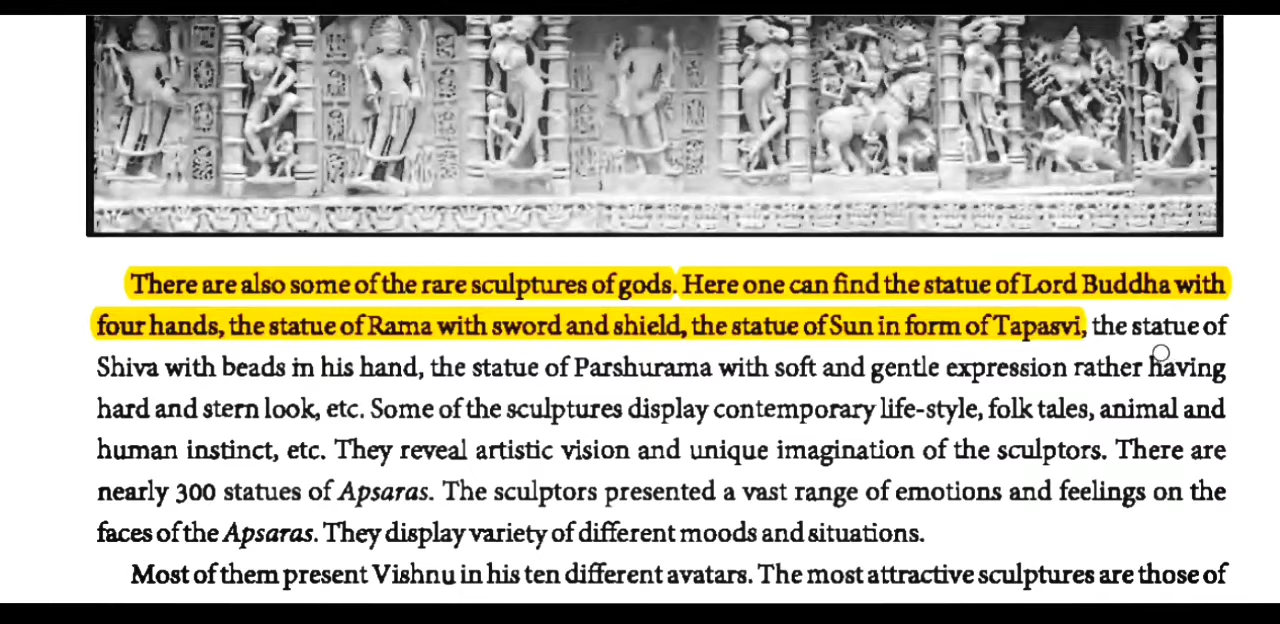 There are also some of the rare sculptures of gods. Here one can find the statue of Lord Buddha with
four hands, the statue of Rama with sword and shield, the statue of Sun in form of Tapasvi, the statue of
Shiva with beads in his hand, the statue of Parshurama with soft and gentle expression rather having
hard and stern look, etc. Some of the sculptures display contemporary life-style, folk tales, animal and
human instinct, etc. They reveal artistic vision and unique imagination of the sculptors. There are
nearly 300 statues of Apsaras. The sculptors presented a vast range of emotions and feelings on the
faces of the Apsaras. They display variety of different moods and situations.
Most of them present Vishnu in his ten different avatars. The most attractive sculptures are those of